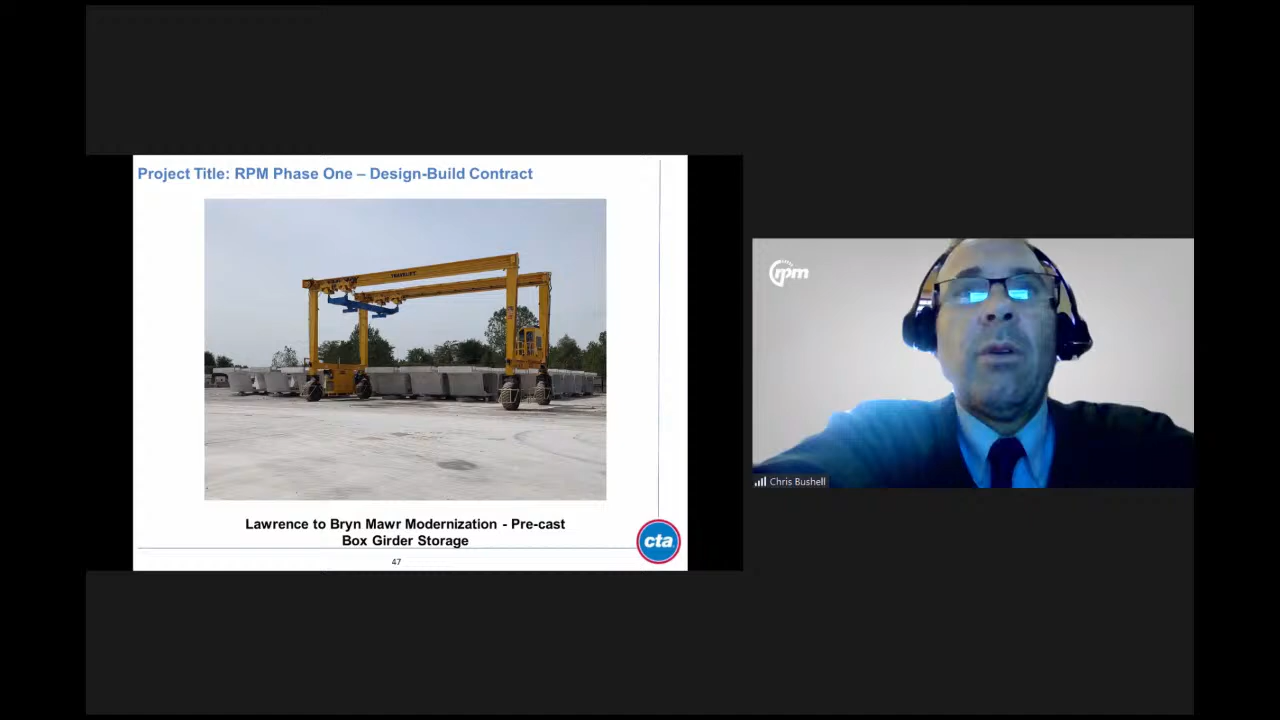 Project Title: RPM Phase One – Design-Build Contract
Lawrence to Bryn Mawr Modernization - Pre-cast
Box Girder Storage
cta
47
rpm
Chris Bushell